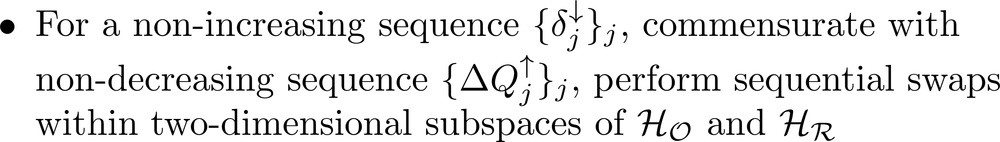 • For a non-increasing sequence $\{\delta_j^{\downarrow}\}_j$, commensurate with
non-decreasing sequence $\{\Delta Q_j^{\uparrow}\}_j$, perform sequential swaps
within two-dimensional subspaces of $\mathcal{H}_{\mathcal{O}}$ and $\mathcal{H}_{\mathcal{R}}$